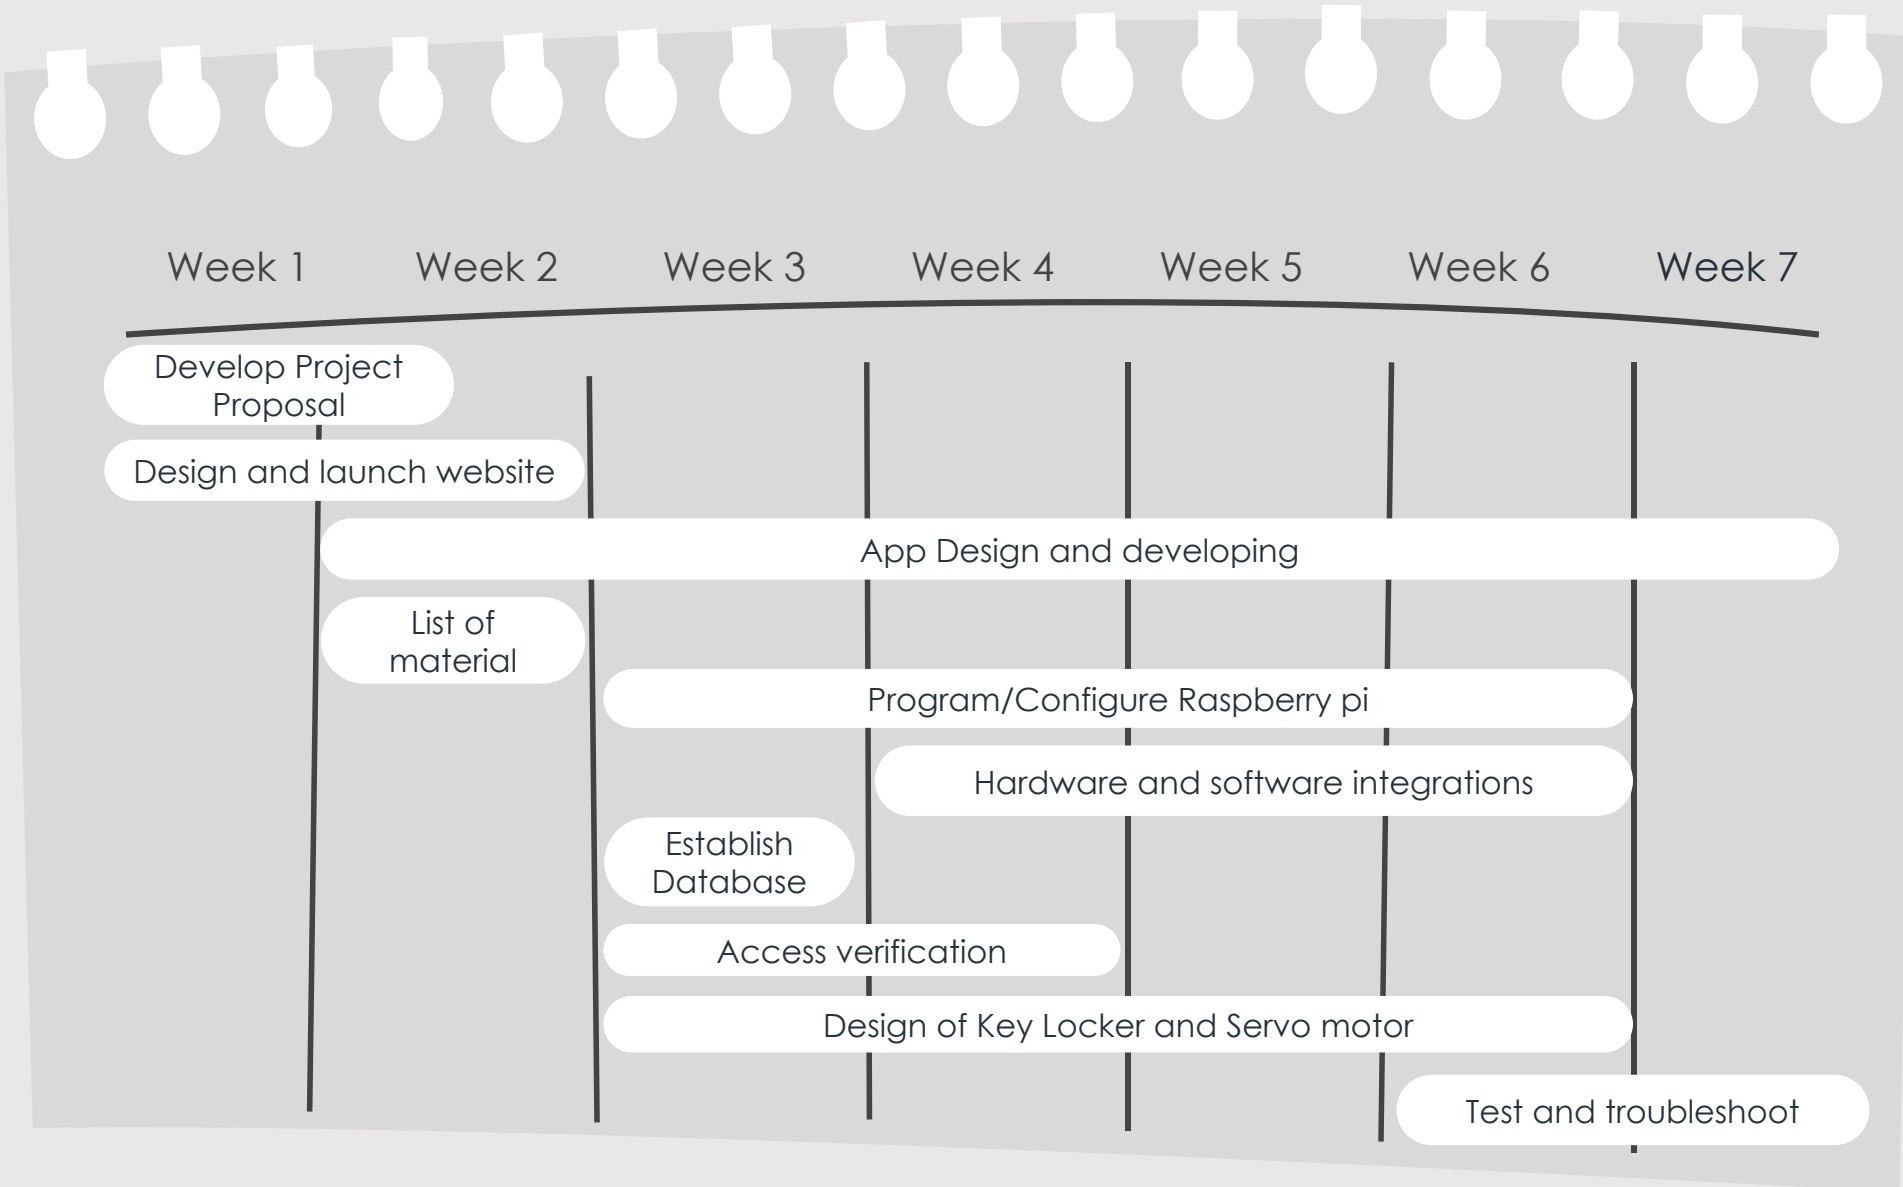 Week 1 Week 2 Week 3 Week 4 Week 5 Week 6 Week 7
Develop Project
Proposal
Design and launch website
App Design and developing
List of
material
Program/Configure Raspberry pi
Hardware and software integrations
Establish
Database
Access verification
Design of Key Locker and Servo motor
Test and troubleshoot